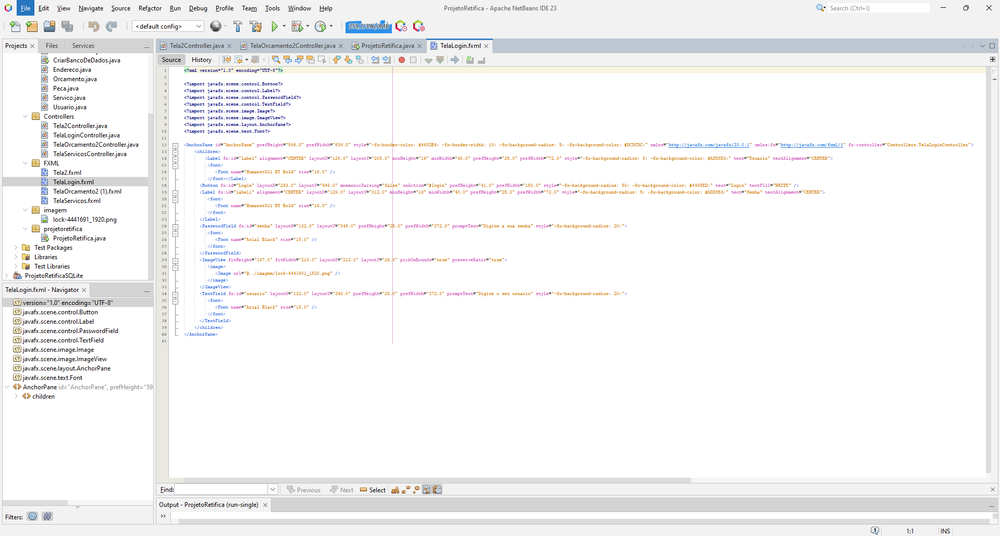 File Edit View Navigate Source Refactor Run Debug Profile Team Tools Window Help
ProjetoRetifica - Apache NetBeans IDE 23
Search (Ctrl+I)
<default config>
259,7/396,0MB
Projects
Files
Services
CriarBancoDeDados.java
Endereco.java
Orcamento.java
Peca.java
Servico.java
Usuario.java
Controllers
Tela2Controller.java
TelaLoginController.java
TelaOrcamento2Controller.java
TelaServicosController.java
FXML
Tela2.fxml
TelaLogin.fxml
TelaOrcamento2 (1).fxml
TelaServicos.fxml
imagem
lock-4441691_1920.png
projetoretifica
ProjetoRetifica.java
Test Packages
Libraries
Test Libraries
ProjetoRetificaSQLite
TelaLogin.fxml - Navigator
version="1.0" encoding="UTF-8"
javafx.scene.control.Button
javafx.scene.control.Label
javafx.scene.control.PasswordField
javafx.scene.control.TextField
javafx.scene.image.Image
javafx.scene.image.ImageView
javafx.scene.layout.AnchorPane
javafx.scene.text.Font
AnchorPane id="AnchorPane", prefHeight="59
children
Filters:
Tela2Controller.java
TelaOrcamento2Controller.java
ProjetoRetifica.java
TelaLogin.fxml
Source
History
1 <?xml version="1.0" encoding="UTF-8"?>
2
3 <?import javafx.scene.control.Button?>
4 <?import javafx.scene.control.Label?>
5 <?import javafx.scene.control.PasswordField?>
6 <?import javafx.scene.control.TextField?>
7 <?import javafx.scene.image.Image?>
8 <?import javafx.scene.image.ImageView?>
9 <?import javafx.scene.layout.AnchorPane?>
10 <?import javafx.scene.text.Font?>
11
12 <AnchorPane id="AnchorPane" prefHeight="596.0" prefWidth="636.0" style="-fx-border-color: #4682B4; -fx-border-width: 10; -fx-background-radius: 5; -fx-background-color: #DCDCDC;" xmlns="http://javafx.com/javafx/23.0.1" xmlns:fx="http://javafx.com/fxml/1" fx:controller="Controllers.TelaLoginController">
13 <children>
14 <Label fx:id="label" alignment="CENTER" layoutX="129.0" layoutY="205.0" minHeight="16" minWidth="48.0" prefHeight="25.0" prefWidth="72.0" style="-fx-background-radius: 5; -fx-background-color: #ADD8E6;" text="Usuario" textAlignment="CENTER">
15 <font>
16 <Font name="Humanst521 BT Bold" size="16.0" />
17 </font></Label>
18 <Button fx:id="Login" layoutX="243.0" layoutY="449.0" mnemonicParsing="false" onAction="#login" prefHeight="41.0" prefWidth="150.0" style="-fx-background-radius: 50; -fx-background-color: #6495ED;" text="Login" textFill="WHITE" />
19 <Label fx:id="label1" alignment="CENTER" layoutX="129.0" layoutY="312.0" minHeight="16" minWidth="40.0" prefHeight="25.0" prefWidth="72.0" style="-fx-background-radius: 5; -fx-background-color: #ADD8E6;" text="Senha" textAlignment="CENTER">
20 <font>
21 <Font name="Humanst521 BT Bold" size="16.0" />
22 </font>
23 </Label>
24 <PasswordField fx:id="senha" layoutX="132.0" layoutY="346.0" prefHeight="25.0" prefWidth="372.0" promptText="Digite a sua senha" style="-fx-background-radius: 20;">
25 <font>
26 <Font name="Arial Black" size="15.0" />
27 </font>
28 </PasswordField>
29 <ImageView fitHeight="197.0" fitWidth="213.0" layoutX="212.0" layoutY="26.0" pickOnBounds="true" preserveRatio="true">
30 <image>
31 <Image url="@../imagem/lock-4441691_1920.png" />
32 </image>
33 </ImageView>
34 <TextField fx:id="usuario" layoutX="132.0" layoutY="240.0" prefHeight="25.0" prefWidth="372.0" promptText="Digite o seu usuario" style="-fx-background-radius: 20;">
35 <font>
36 <Font name="Arial Black" size="15.0" />
37 </font>
38 </TextField>
39 </children>
40 </AnchorPane>
41
Find:
Previous
Next
Select
Output - ProjetoRetifica (run-single)
1
1:1
INS